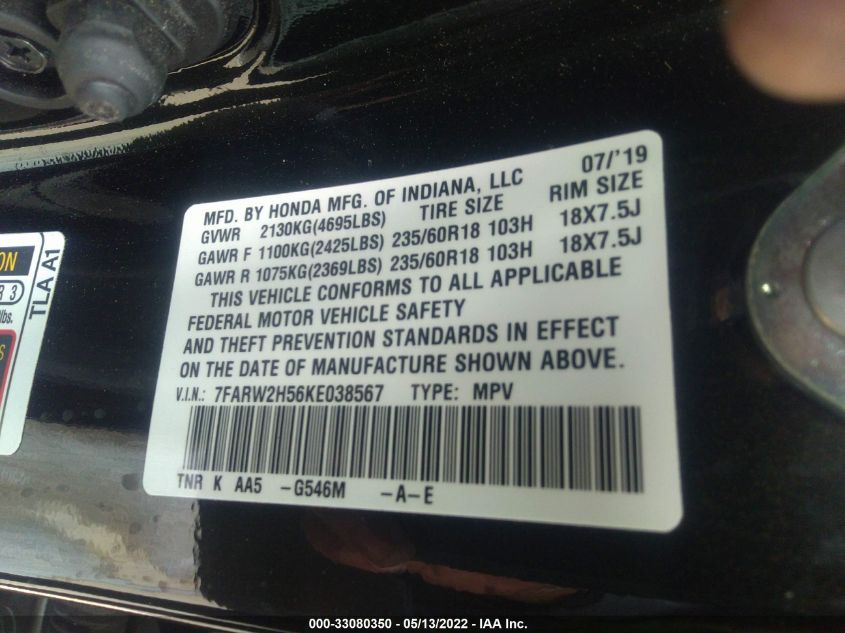 07/'19
MFD. BY HONDA MFG. OF INDIANA, LLC
GVWR 2130KG(4695LBS) TIRE SIZE RIM SIZE
GAWR F 1100KG(2425LBS) 235/60R18 103H 18X7.5J
GAWR R 1075KG(2369LBS) 235/60R18 103H 18X7.5J
THIS VEHICLE CONFORMS TO ALL APPLICABLE
FEDERAL MOTOR VEHICLE SAFETY
AND THEFT PREVENTION STANDARDS IN EFFECT
ON THE DATE OF MANUFACTURE SHOWN ABOVE.
V.I.N.: 7FARW2H56KE038567 TYPE: MPV
TNR K AA5 -G546M -A-E
TLA A1
lbs.
000-33080350 - 05/13/2022 - IAA Inc.